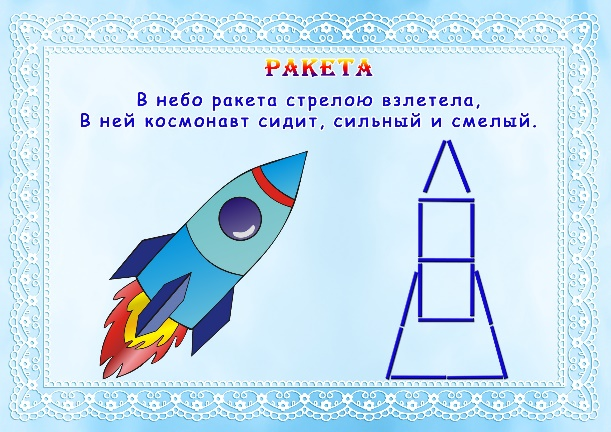 РАКЕТА
В небо ракета стрелою взлетела,
В ней космонавт сидит, сильный и смелый.